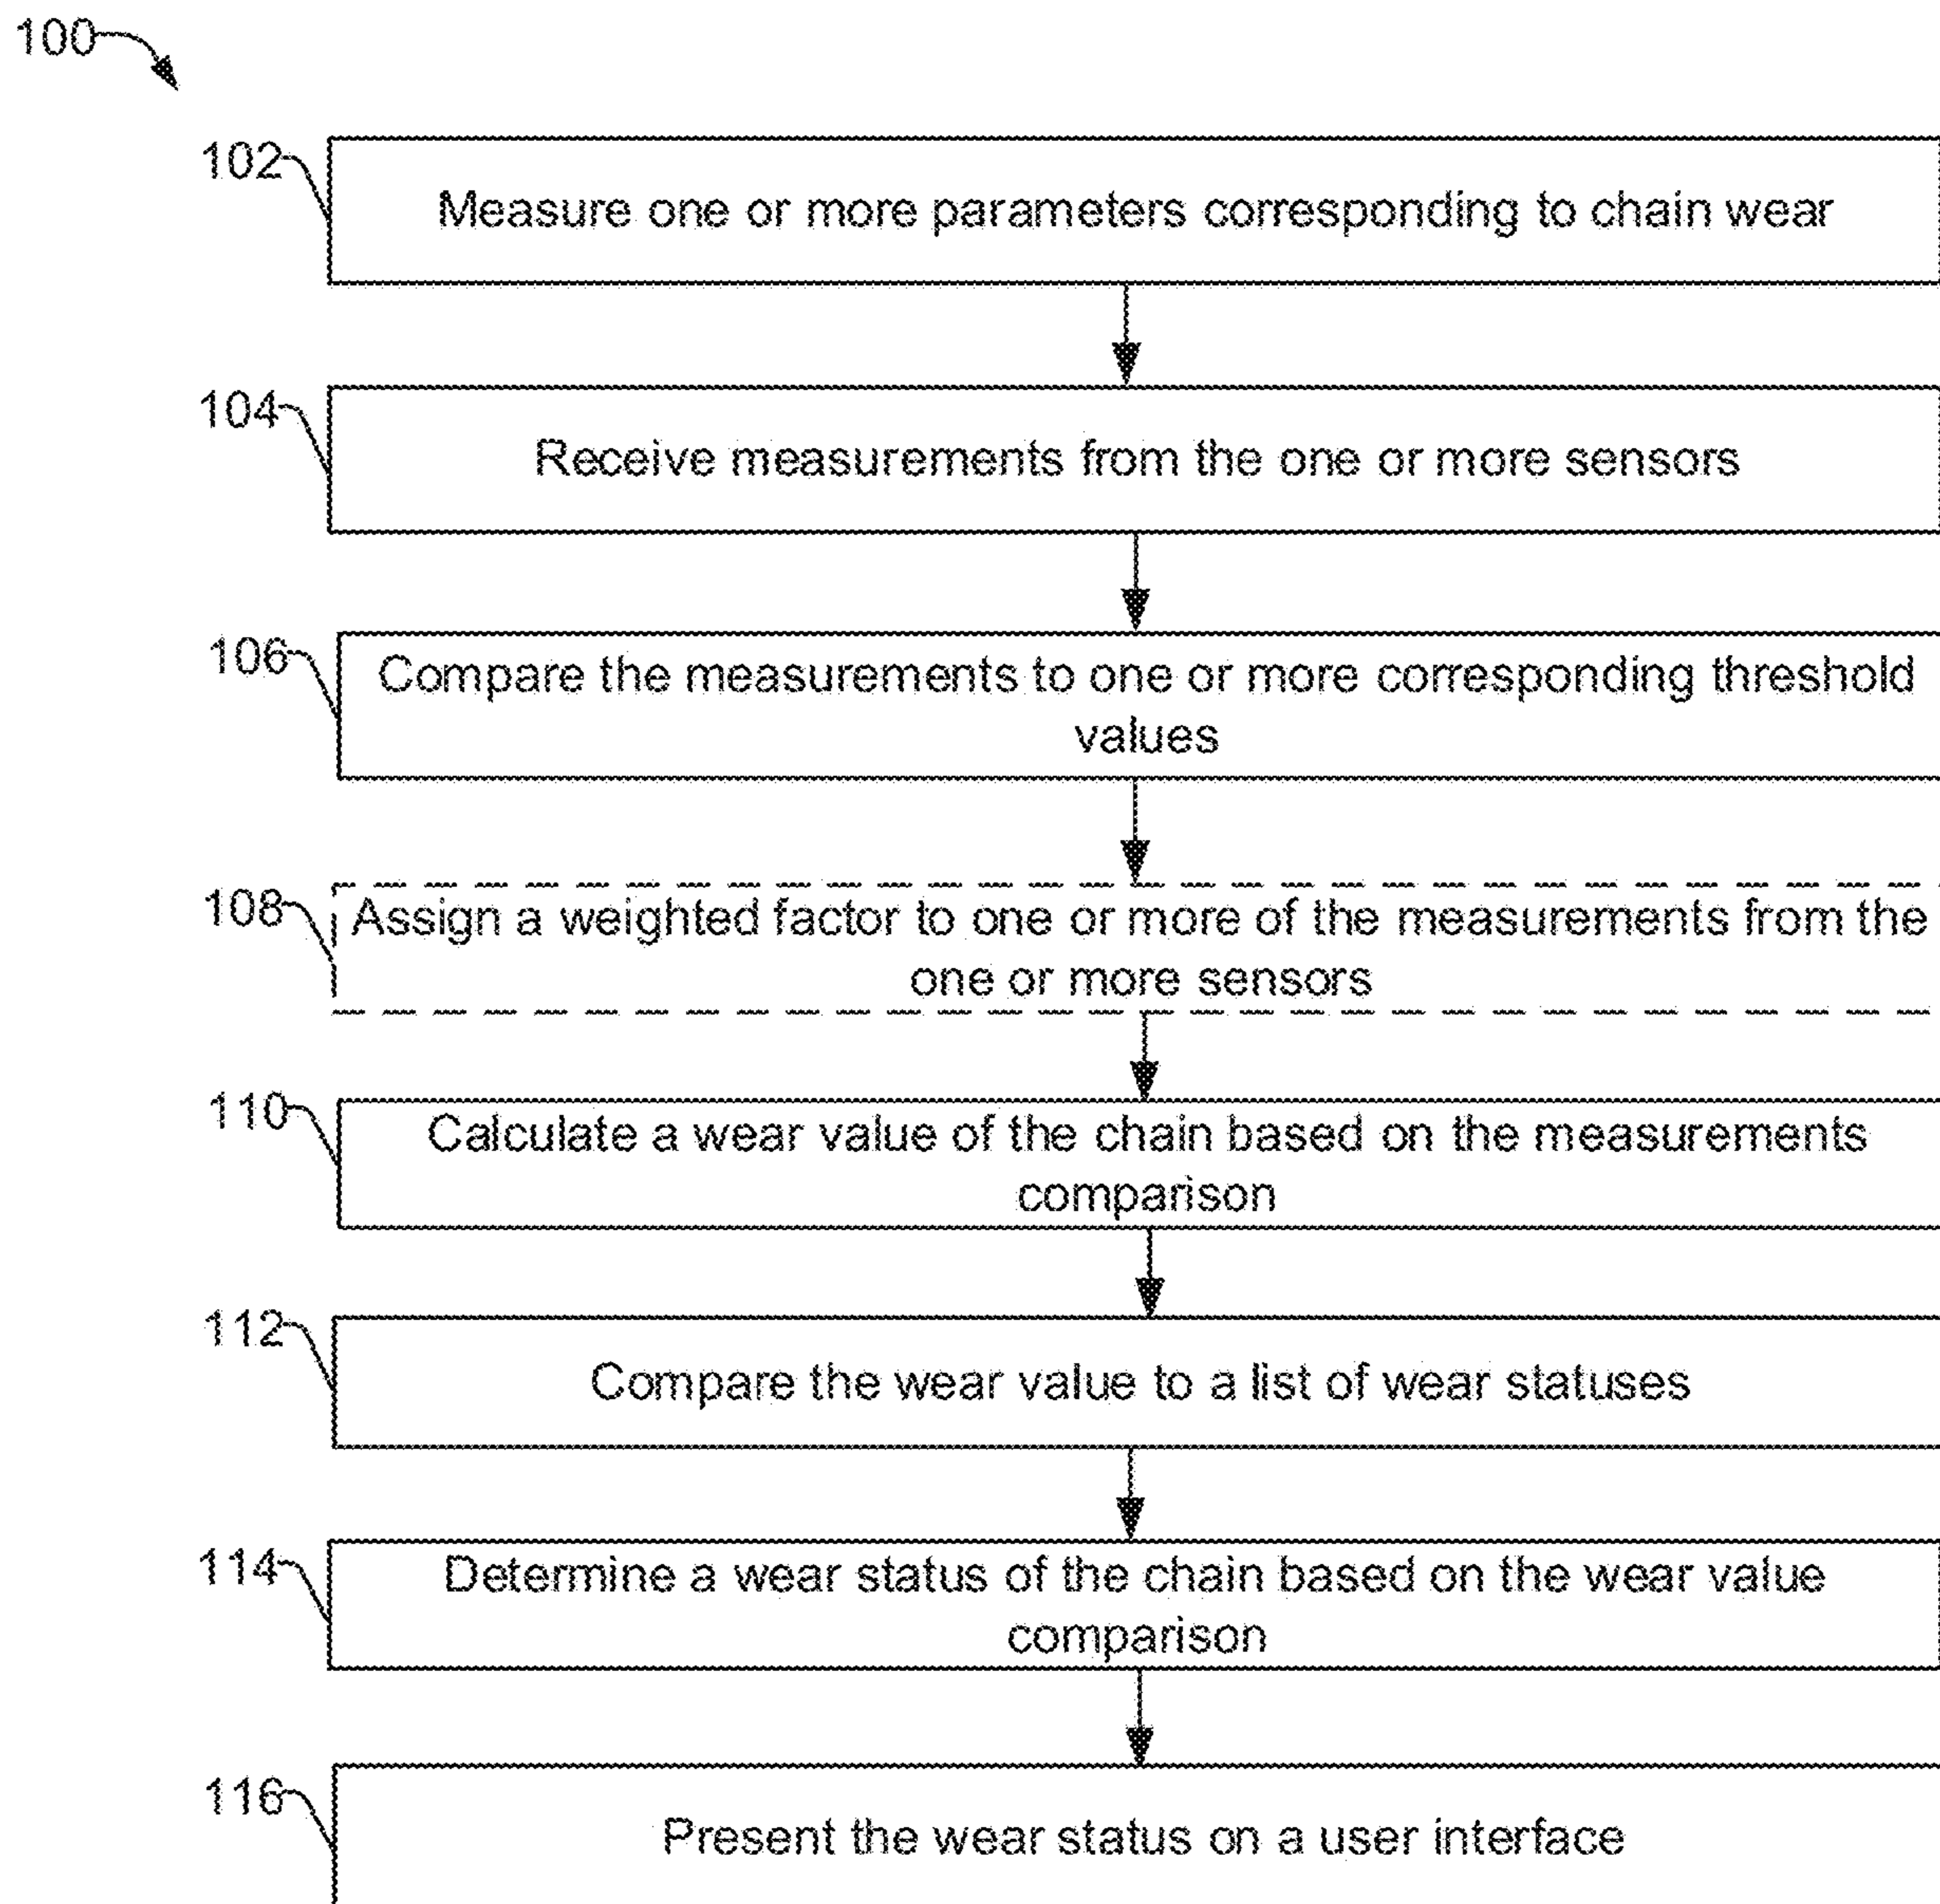 100
102
Measure one or more parameters corresponding to chain wear
104
Receive measurements from the one or more sensors
106
Compare the measurements to one or more corresponding threshold
values
108
Assign a weighted factor to one or more of the measurements from the
one or more sensors
110
Calculate a wear value of the chain based on the measurements
comparison
112
Compare the wear value to a list of wear statuses
114
Determine a wear status of the chain based on the wear value
comparison
116
Present the wear status on a user interface